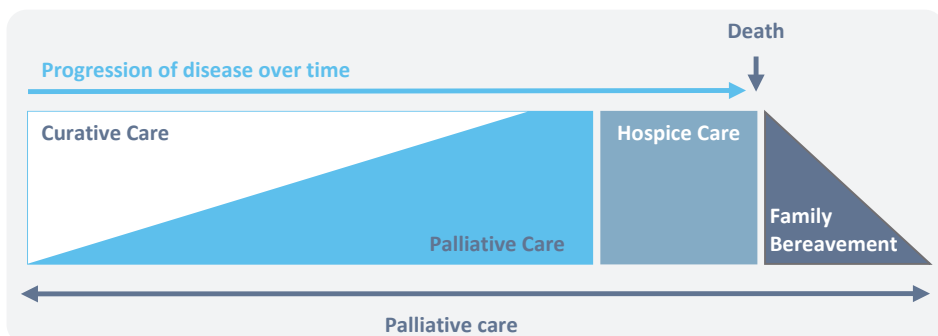 Death
Progression of disease over time
Curative Care
Hospice Care
Palliative Care
Family
Bereavement
Palliative care